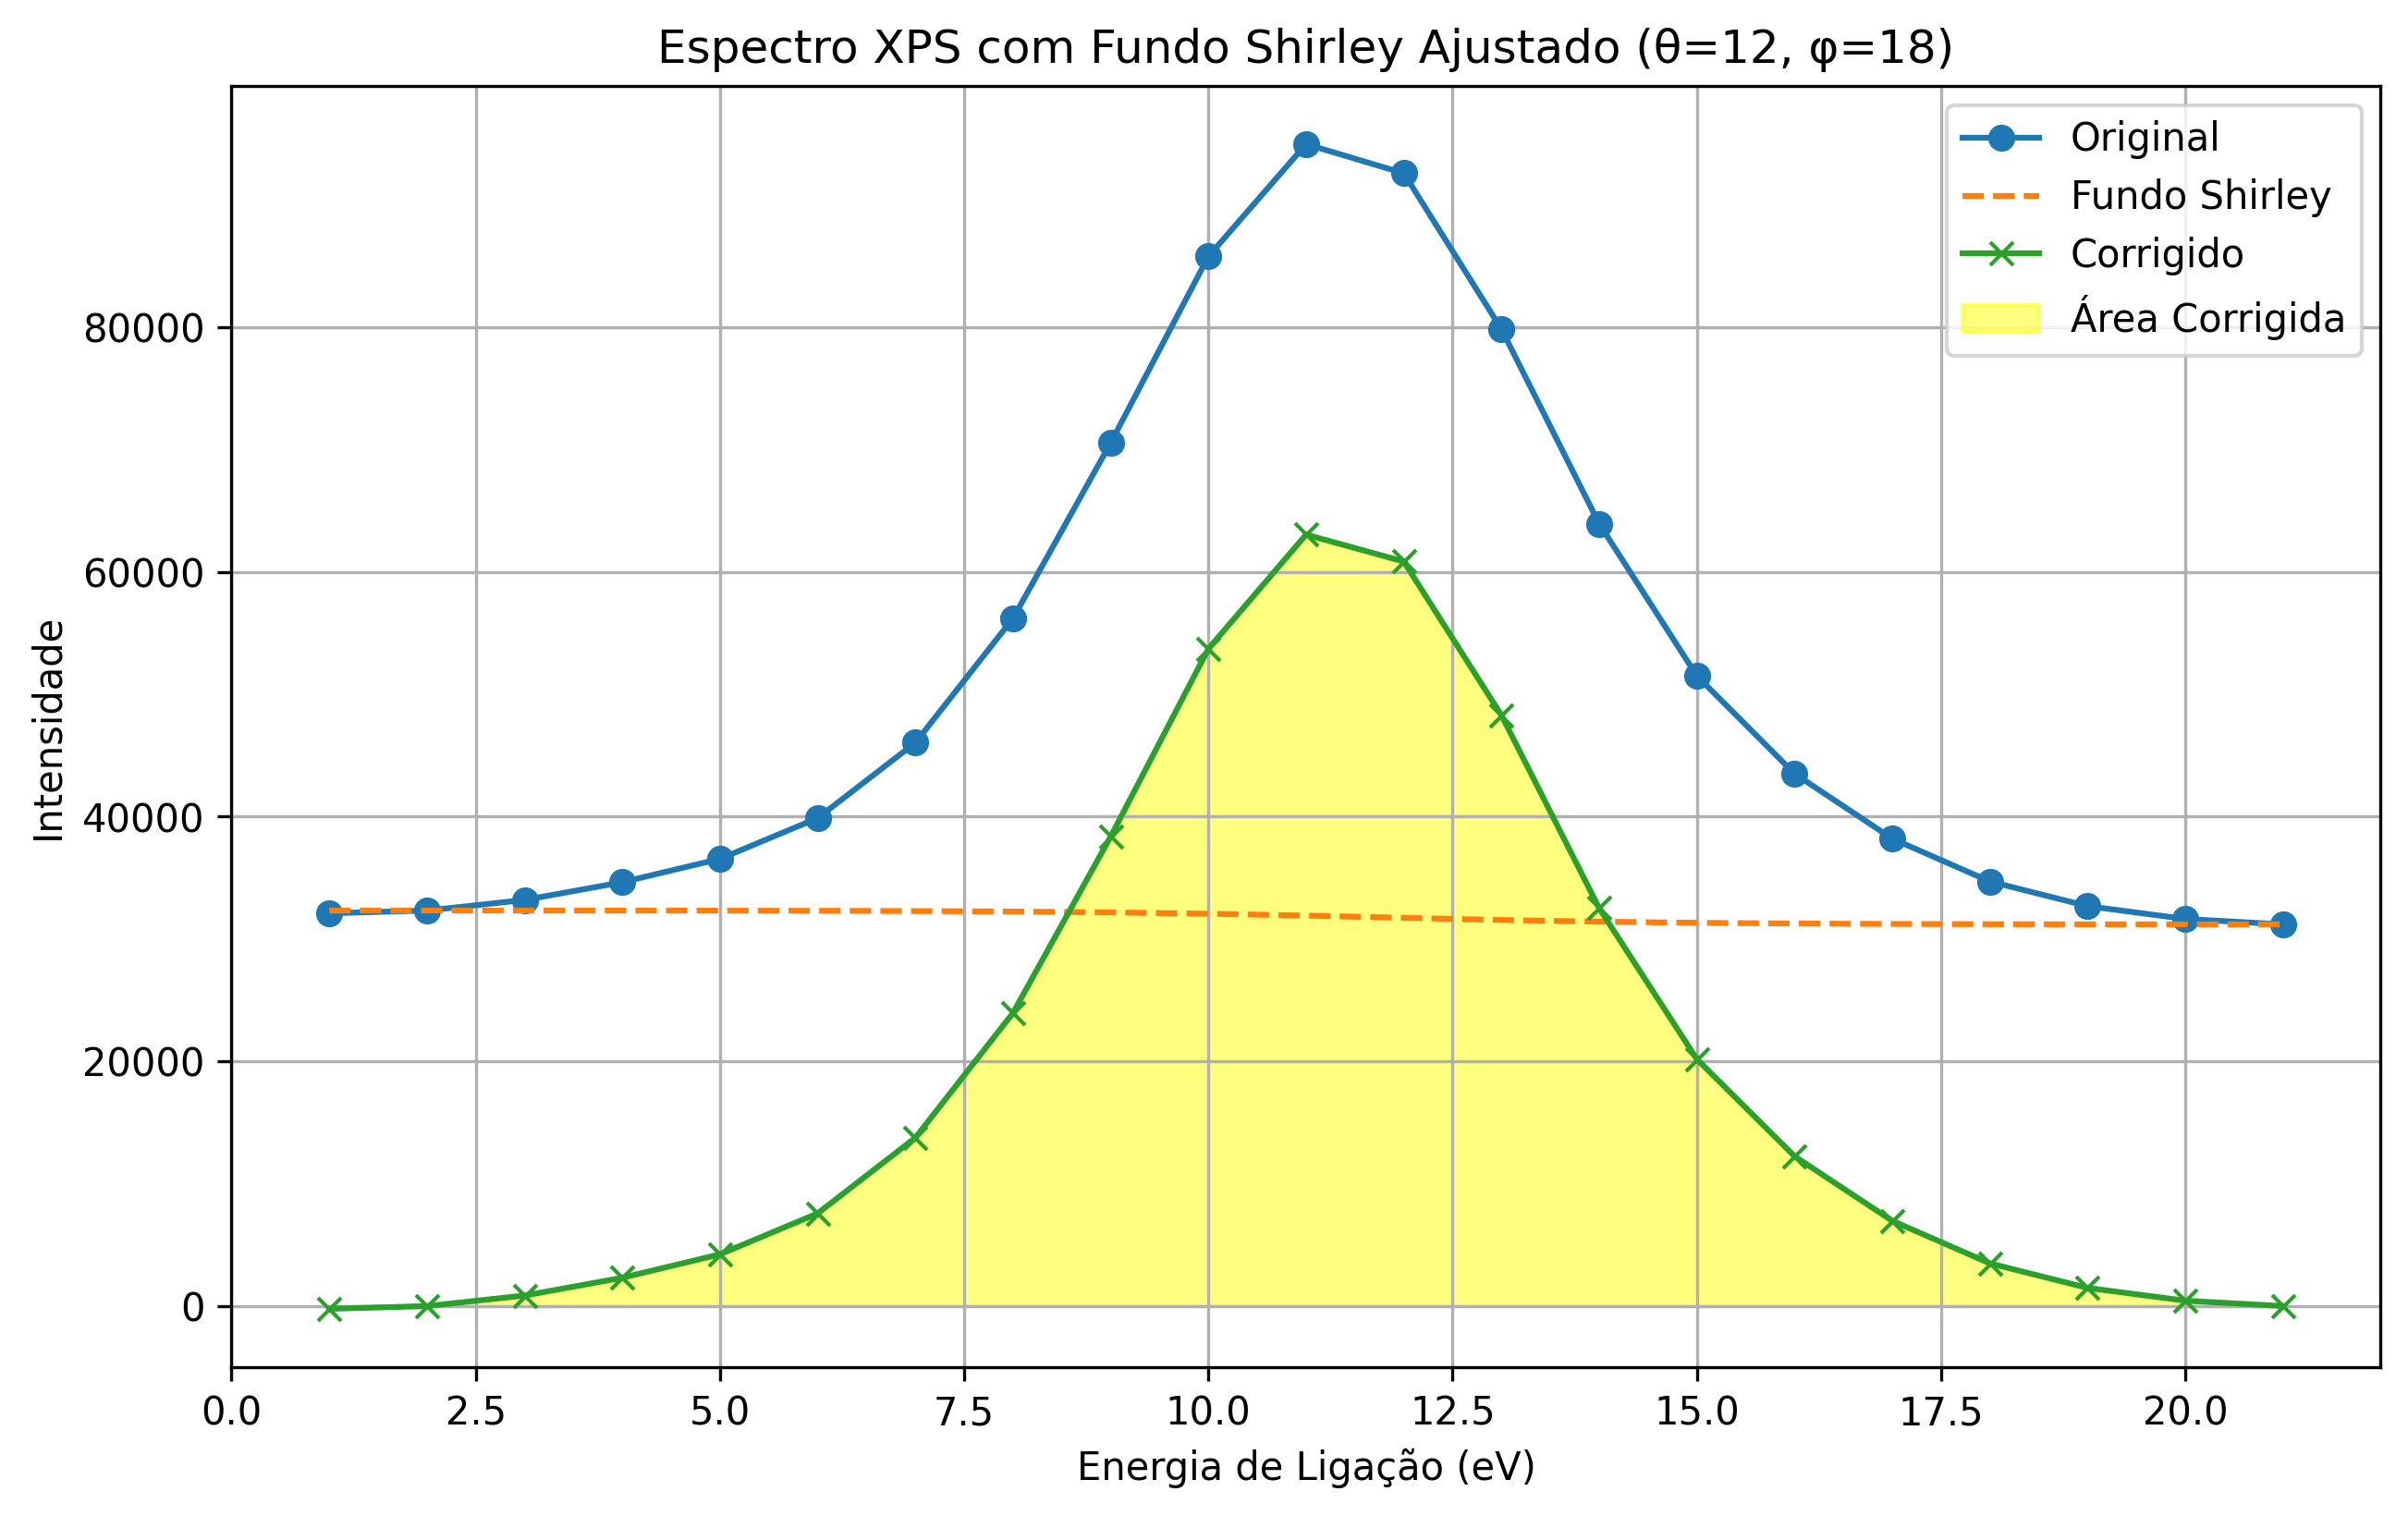 Espectro XPS com Fundo Shirley Ajustado (θ=12, φ=18)
Original
Fundo Shirley
Corrigido
Área Corrigida
Intensidade
80000
60000
40000
20000
0
0.0 2.5 5.0 7.5 10.0 12.5 15.0 17.5 20.0
Energia de Ligação (eV)